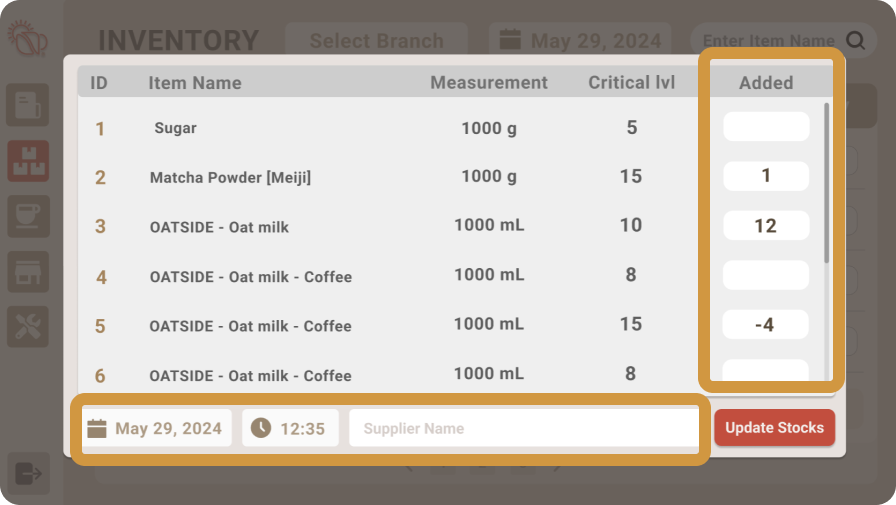 INVENTORY Select Branch May 29, 2024 Enter Item Name
ID Item Name Measurement Critical lvl Added
1 Sugar 1000 g 5
2 Matcha Powder [Meiji] 1000 g 15 1
3 OATSIDE - Oat milk 1000 mL 10 12
4 OATSIDE - Oat milk - Coffee 1000 mL 8
5 OATSIDE - Oat milk - Coffee 1000 mL 15 -4
6 OATSIDE - Oat milk - Coffee 1000 mL 8
May 29, 2024 12:35 Supplier Name Update Stocks